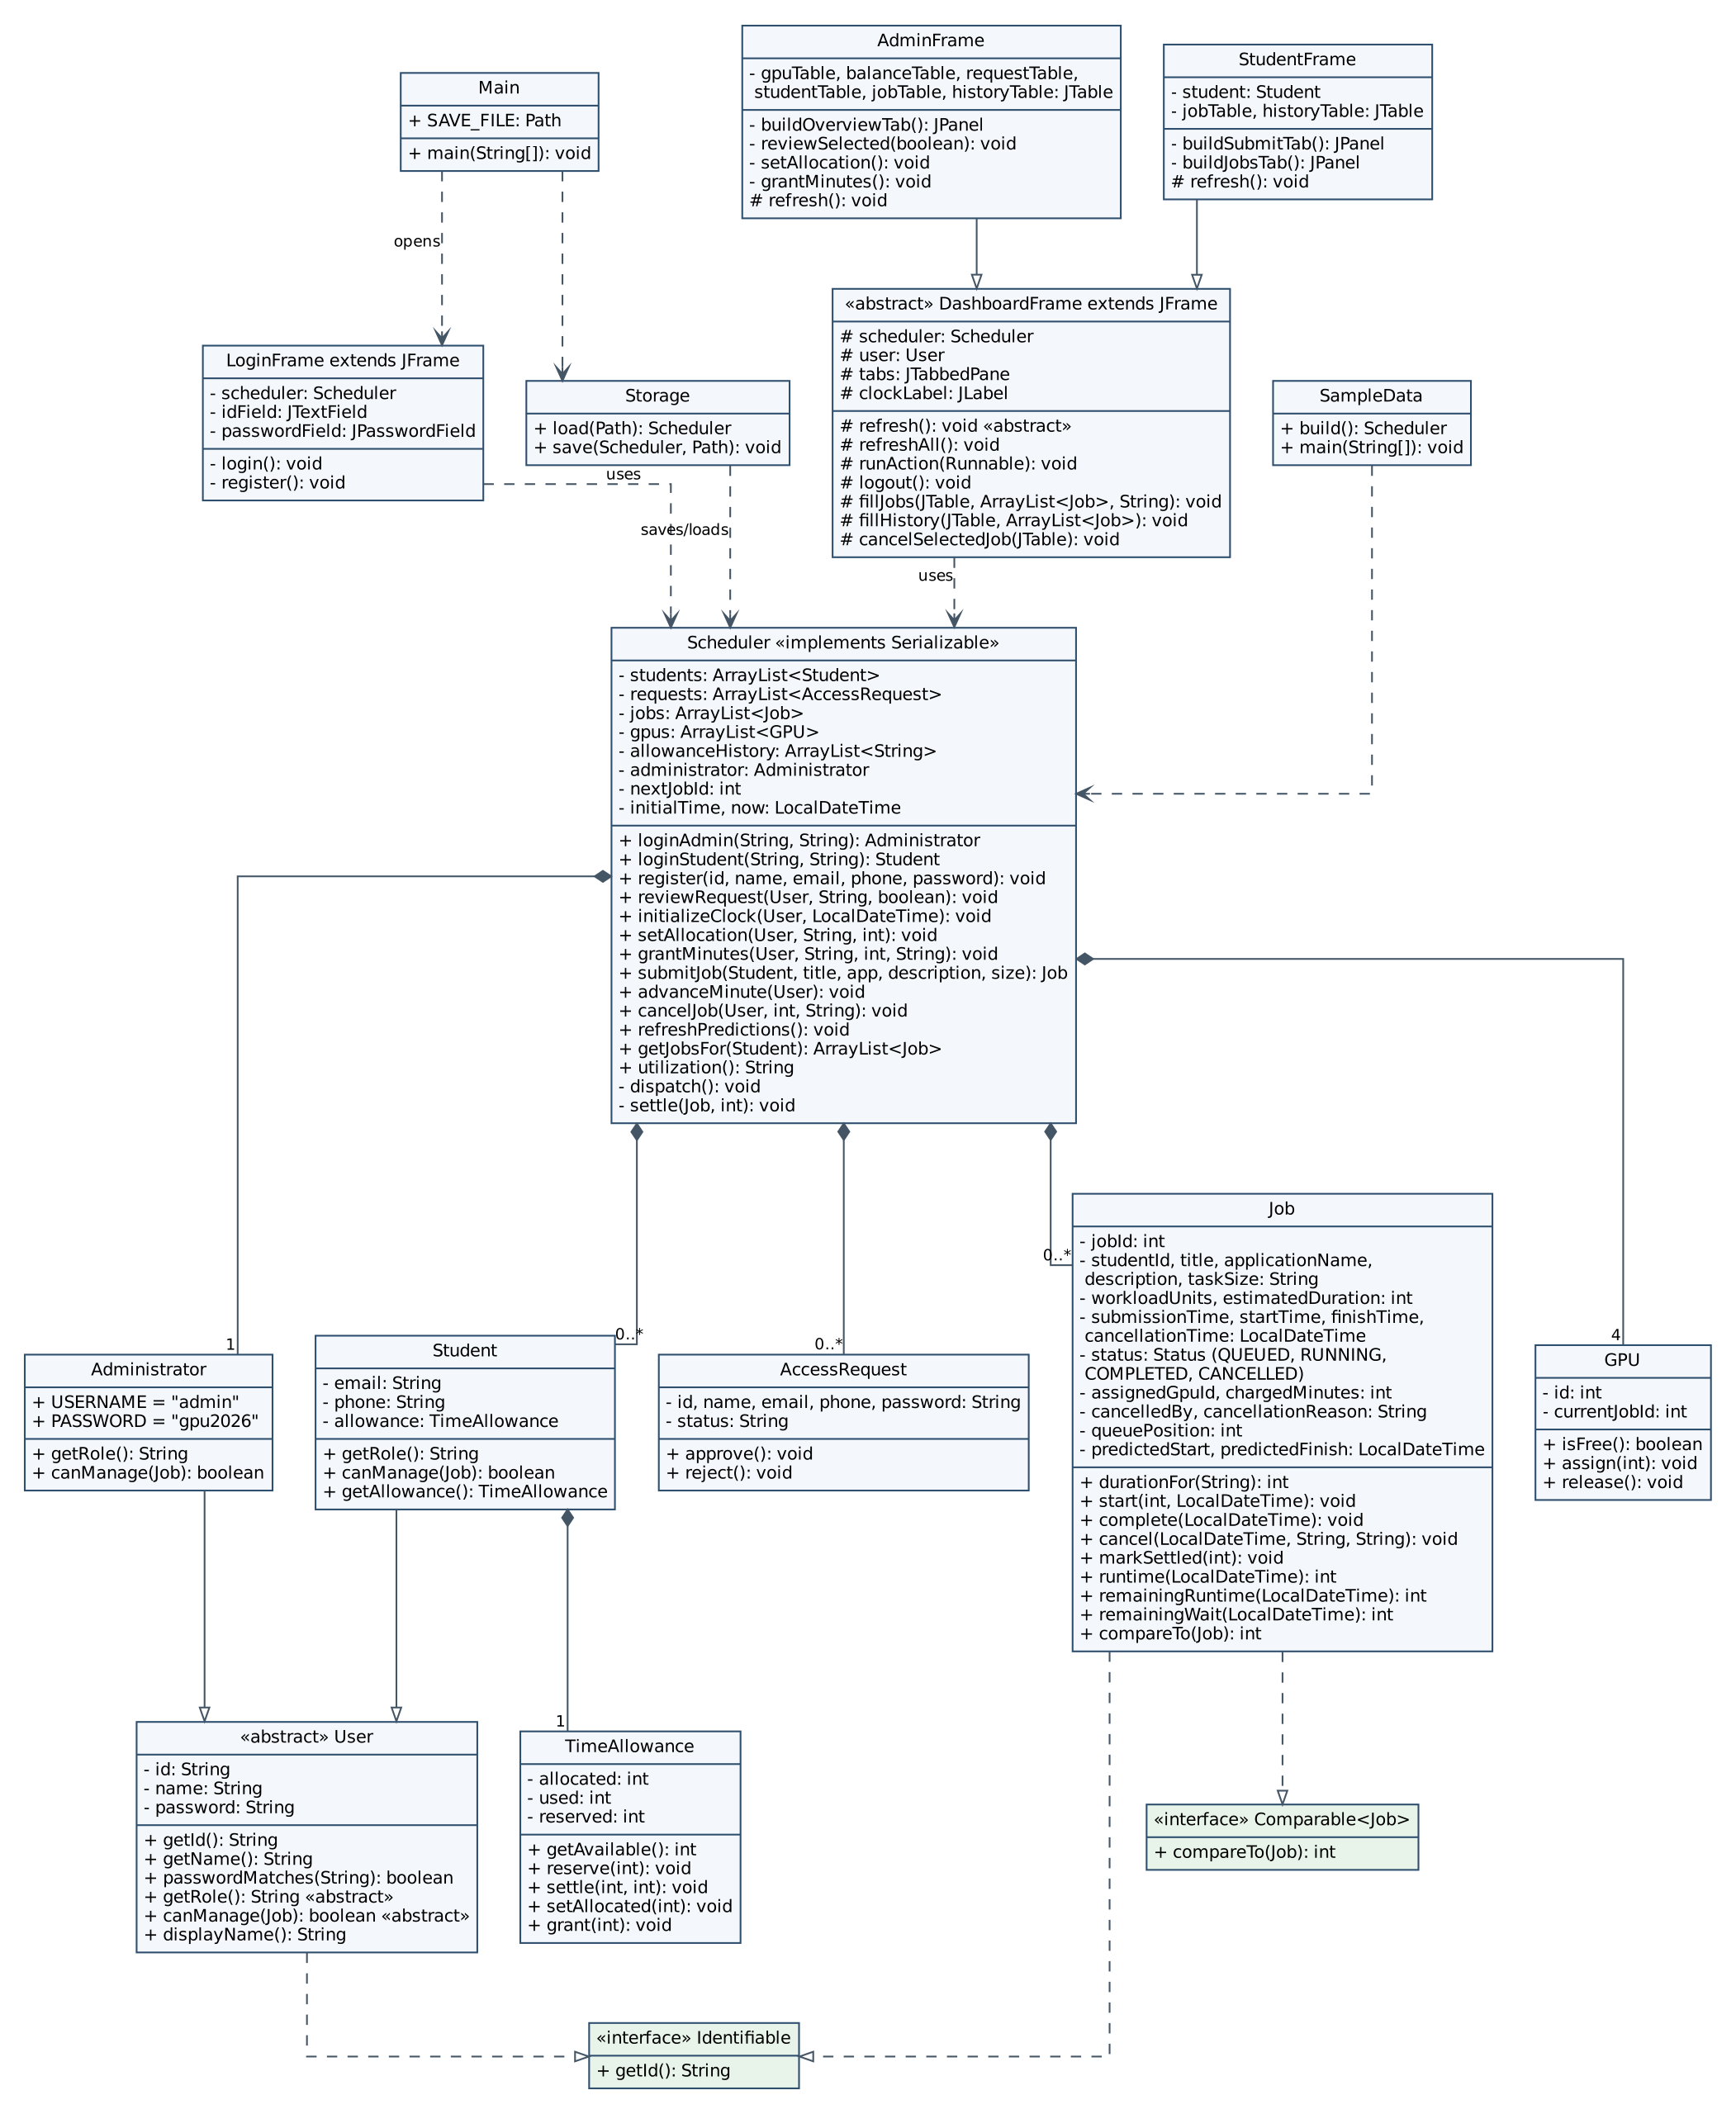 AdminFrame
- gpuTable, balanceTable, requestTable,
studentTable, jobTable, historyTable: JTable
- buildOverviewTab(): JPanel
- reviewSelected(boolean): void
- setAllocation(): void
- grantMinutes(): void
# refresh(): void
StudentFrame
- student: Student
- jobTable, historyTable: JTable
- buildSubmitTab(): JPanel
- buildJobsTab(): JPanel
# refresh(): void
Main
+ SAVE_FILE: Path
+ main(String[]): void
opens
«abstract» DashboardFrame extends JFrame
# scheduler: Scheduler
# user: User
# tabs: JTabbedPane
# clockLabel: JLabel
# refresh(): void «abstract»
# refreshAll(): void
# runAction(Runnable): void
# logout(): void
# fillJobs(JTable, ArrayList<Job>, String): void
# fillHistory(JTable, ArrayList<Job>): void
# cancelSelectedJob(JTable): void
LoginFrame extends JFrame
- scheduler: Scheduler
- idField: JTextField
- passwordField: JPasswordField
- login(): void
- register(): void
Storage
+ load(Path): Scheduler
+ save(Scheduler, Path): void
SampleData
+ build(): Scheduler
+ main(String[]): void
uses
saves/loads
uses
Scheduler «implements Serializable»
- students: ArrayList<Student>
- requests: ArrayList<AccessRequest>
- jobs: ArrayList<Job>
- gpus: ArrayList<GPU>
- allowanceHistory: ArrayList<String>
- administrator: Administrator
- nextJobId: int
- initialTime, now: LocalDateTime
+ loginAdmin(String, String): Administrator
+ loginStudent(String, String): Student
+ register(id, name, email, phone, password): void
+ reviewRequest(User, String, boolean): void
+ initializeClock(User, LocalDateTime): void
+ setAllocation(User, String, int): void
+ grantMinutes(User, String, int, String): void
+ submitJob(Student, title, app, description, size): Job
+ advanceMinute(User): void
+ cancelJob(User, int, String): void
+ refreshPredictions(): void
+ getJobsFor(Student): ArrayList<Job>
+ utilization(): String
- dispatch(): void
- settle(Job, int): void
1
0..*
0..*
0..*
4
Administrator
+ USERNAME = "admin"
+ PASSWORD = "gpu2026"
+ getRole(): String
+ canManage(Job): boolean
Student
- email: String
- phone: String
- allowance: TimeAllowance
+ getRole(): String
+ canManage(Job): boolean
+ getAllowance(): TimeAllowance
AccessRequest
- id, name, email, phone, password: String
- status: String
+ approve(): void
+ reject(): void
Job
- jobId: int
- studentId, title, applicationName,
description, taskSize: String
- workloadUnits, estimatedDuration: int
- submissionTime, startTime, finishTime,
cancellationTime: LocalDateTime
- status: Status (QUEUED, RUNNING,
COMPLETED, CANCELLED)
- assignedGpuId, chargedMinutes: int
- cancelledBy, cancellationReason: String
- queuePosition: int
- predictedStart, predictedFinish: LocalDateTime
+ durationFor(String): int
+ start(int, LocalDateTime): void
+ complete(LocalDateTime): void
+ cancel(LocalDateTime, String, String): void
+ markSettled(int): void
+ runtime(LocalDateTime): int
+ remainingRuntime(LocalDateTime): int
+ remainingWait(LocalDateTime): int
+ compareTo(Job): int
GPU
- id: int
- currentJobId: int
+ isFree(): boolean
+ assign(int): void
+ release(): void
«abstract» User
- id: String
- name: String
- password: String
+ getId(): String
+ getName(): String
+ passwordMatches(String): boolean
+ getRole(): String «abstract»
+ canManage(Job): boolean «abstract»
+ displayName(): String
1
TimeAllowance
- allocated: int
- used: int
- reserved: int
+ getAvailable(): int
+ reserve(int): void
+ settle(int, int): void
+ setAllocated(int): void
+ grant(int): void
«interface» Comparable<Job>
+ compareTo(Job): int
«interface» Identifiable
+ getId(): String